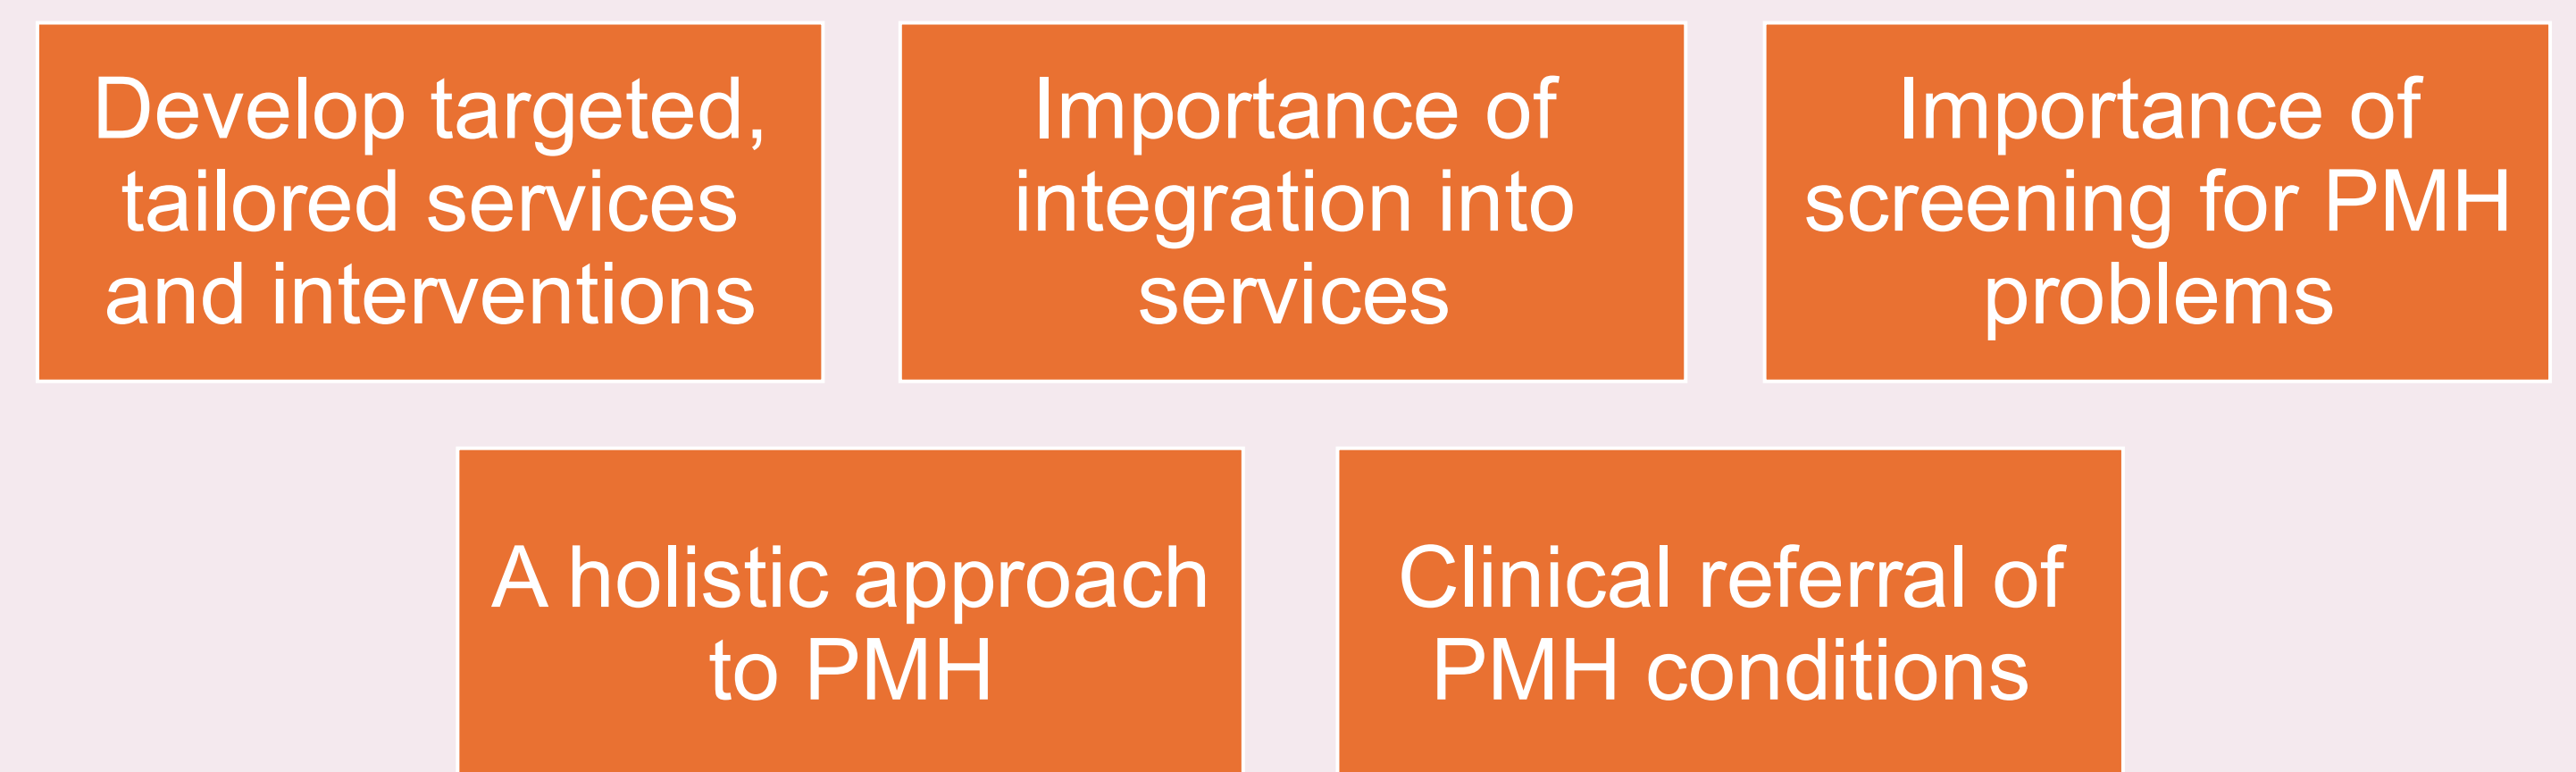 Develop targeted,
tailored services
and interventions
Importance of
integration into
services
Importance of
screening for PMH
problems
A holistic approach
to PMH
Clinical referral of
PMH conditions